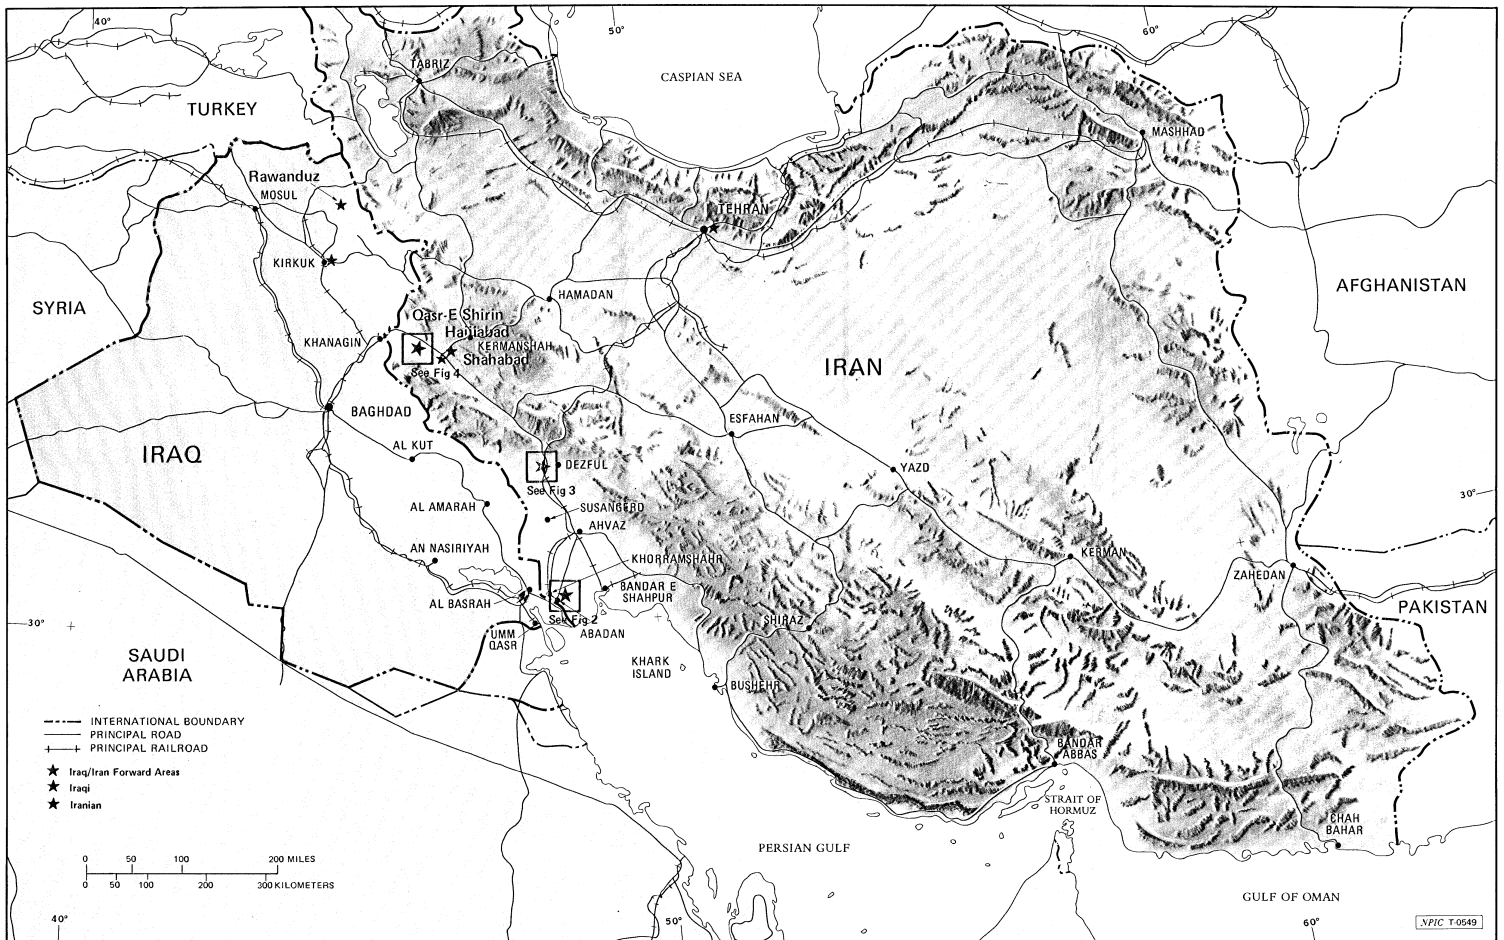 40°
50°
60°
TABRIZ
CASPIAN SEA
TURKEY
MASHHAD
Rawanduz
MOSUL
TEHRAN
KIRKUK
SYRIA
AFGHANISTAN
HAMADAN
Qasr-E Shirin
Hamiabad
KHANAGIN
KERMANSHAH
Shahabad
See Fig 4
IRAN
BAGHDAD
ESFAHAN
IRAQ
AL KUT
DEZFUL
YAZD
See Fig 3
30°
AL AMARAH
SUSANGERD
AHVAZ
AN NASIRIYAH
KHORRAMSHAHR
KERMAN
ZAHEDAN
BANDAR E
SHAHPUR
AL BASRAH
PAKISTAN
30°
See Fig 2
SHIRAZ
UMM
QASR
ABADAN
SAUDI
ARABIA
KHARK
ISLAND
BUSHEHR
INTERNATIONAL BOUNDARY
PRINCIPAL ROAD
PRINCIPAL RAILROAD
Iraq/Iran Forward Areas
Iraqi
Iranian
BANDAR
ABBAS
STRAIT OF
HORMUZ
CHAH
BAHAR
PERSIAN GULF
0 50 100 200 MILES
0 50 100 200 300 KILOMETERS
GULF OF OMAN
40°
50°
60°
NPIC T-0549